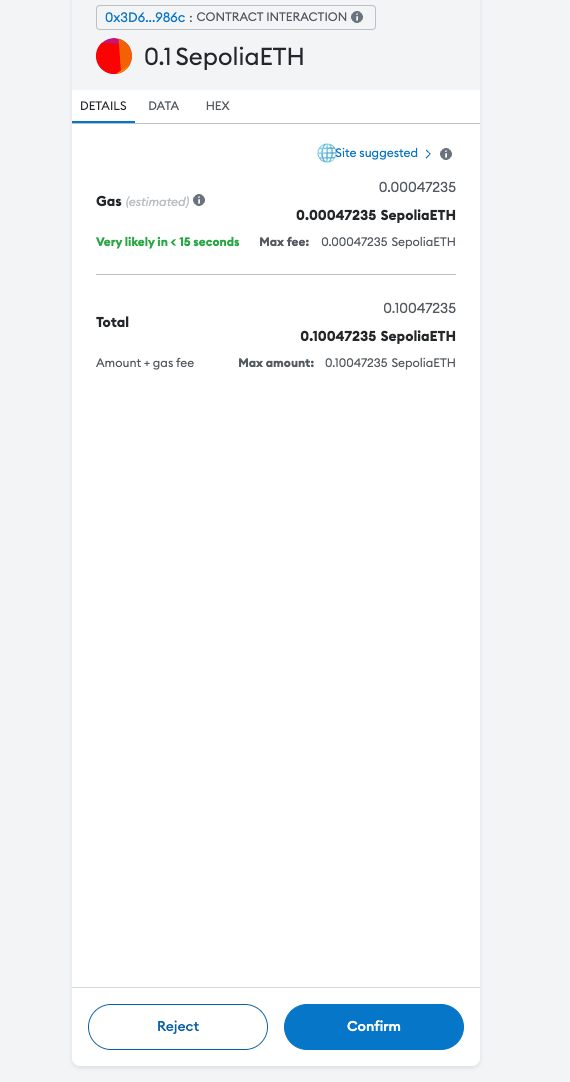 0x3D6...986c : CONTRACT INTERACTION
0.1 SepoliaETH
DETAILS DATA HEX
Site suggested >
0.00047235
Gas (estimated)
0.00047235 SepoliaETH
Very likely in < 15 seconds Max fee: 0.00047235 SepoliaETH
0.10047235
Total
0.10047235 SepoliaETH
Amount + gas fee Max amount: 0.10047235 SepoliaETH
Reject Confirm